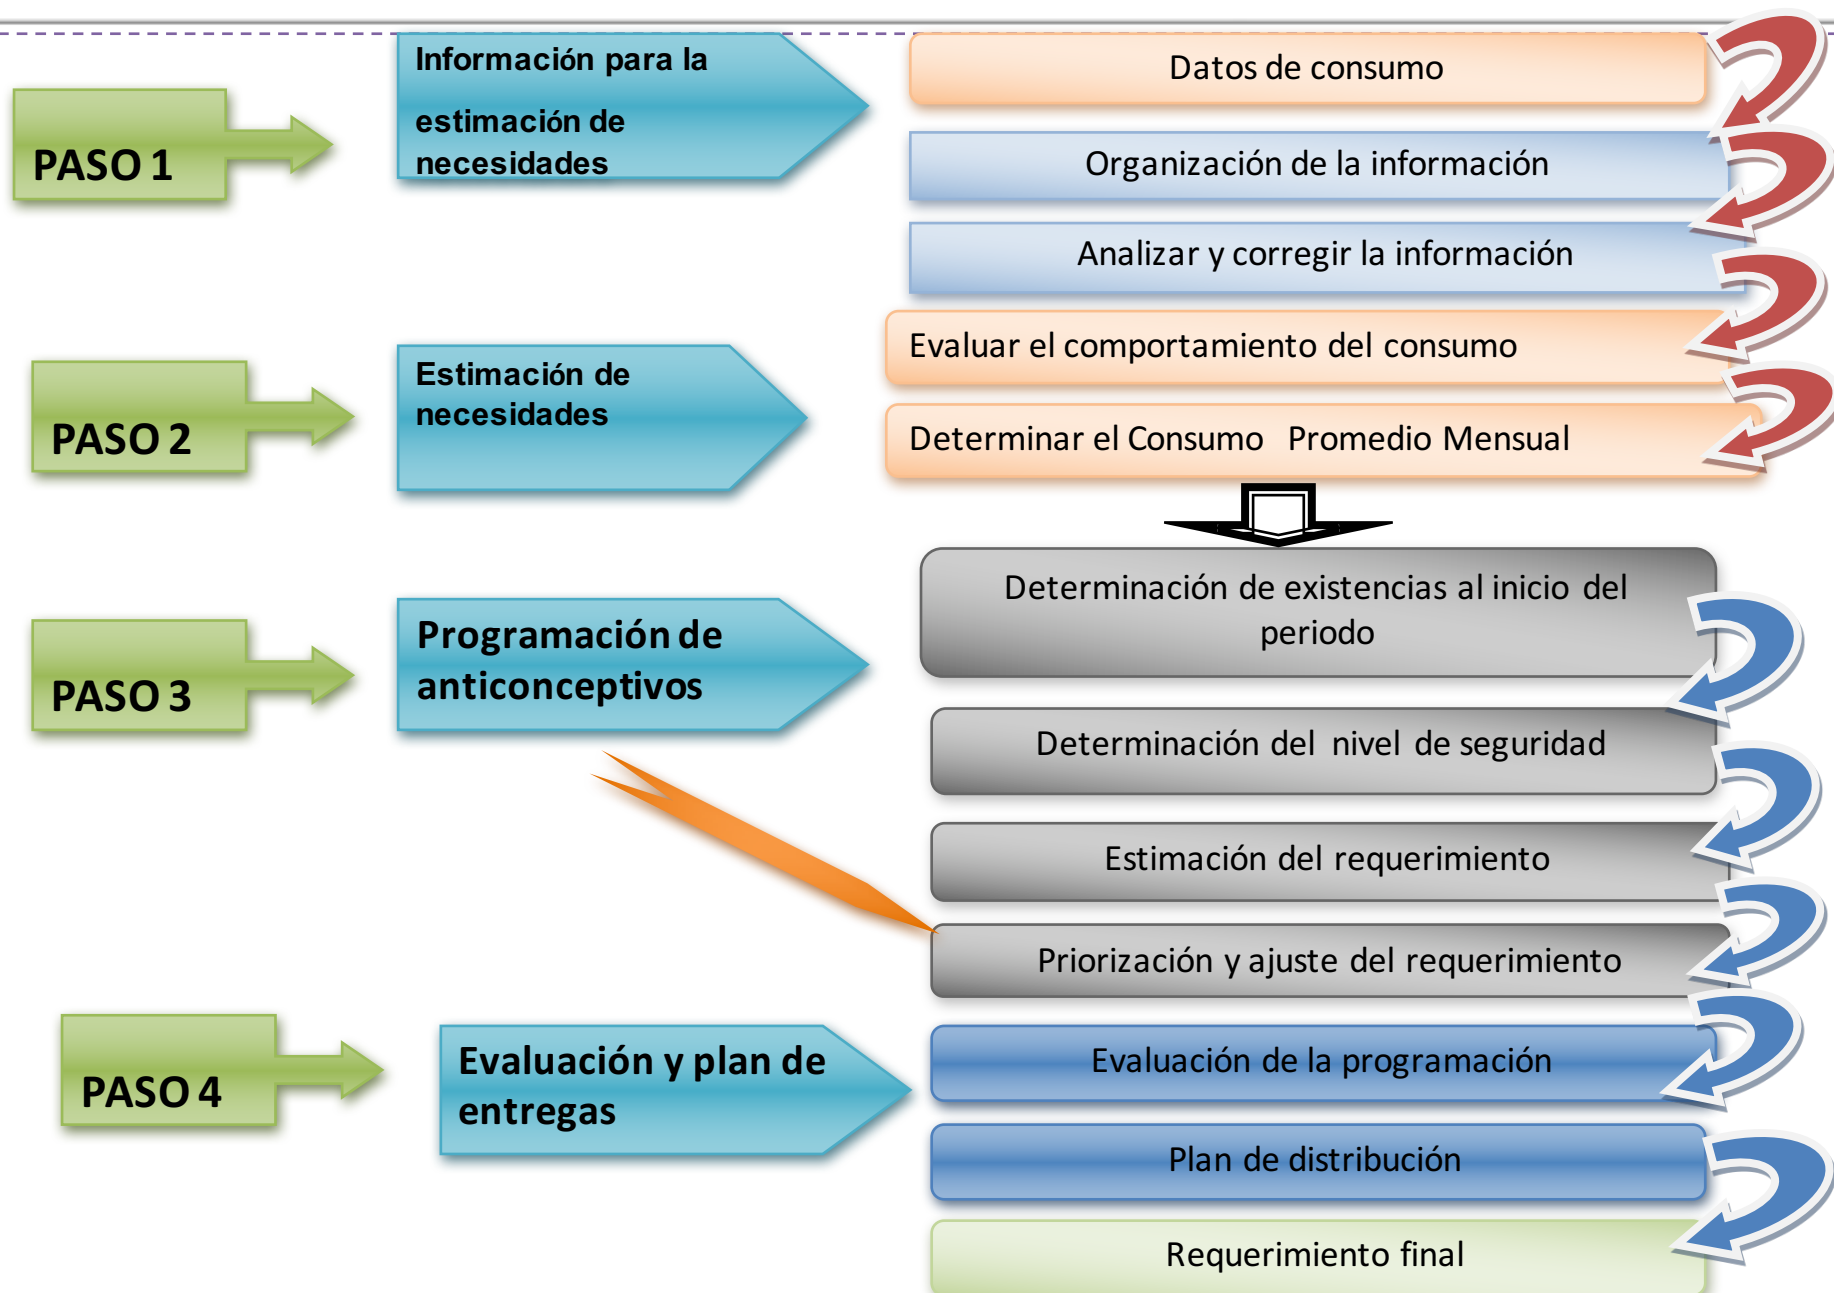 PASO 1
Información para la
estimación de
necesidades
Datos de consumo
Organización de la información
Analizar y corregir la información
PASO 2
Estimación de
necesidades
Evaluar el comportamiento del consumo
Determinar el Consumo Promedio Mensual
PASO 3
Programación de
anticonceptivos
Determinación de existencias al inicio del
periodo
Determinación del nivel de seguridad
Estimación del requerimiento
Priorización y ajuste del requerimiento
PASO 4
Evaluación y plan de
entregas
Evaluación de la programación
Plan de distribución
Requerimiento final